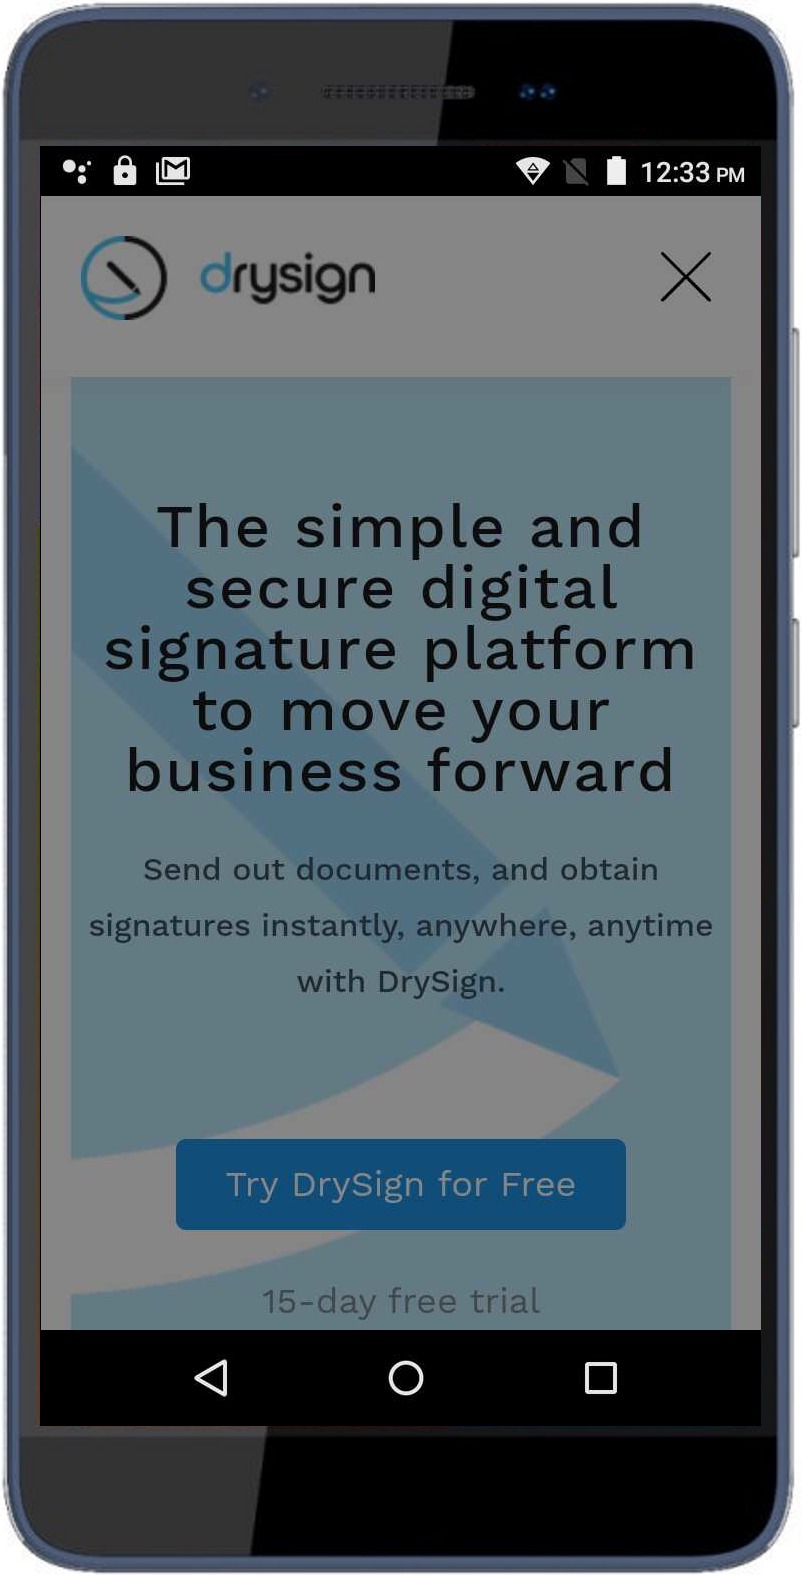 12:33 PM
drysign
The simple and
secure digital
signature platform
to move your
business forward
Send out documents, and obtain
signatures instantly, anywhere, anytime
with DrySign.
Try DrySign for Free
15-day free trial